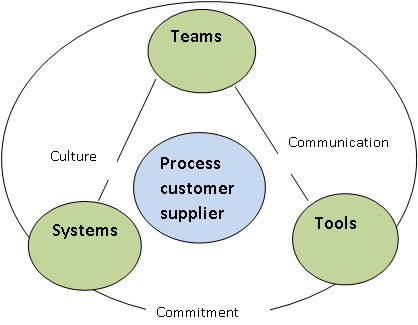 Teams
Communication
Culture
Process
customer
supplier
Systems
Tools
Commitment